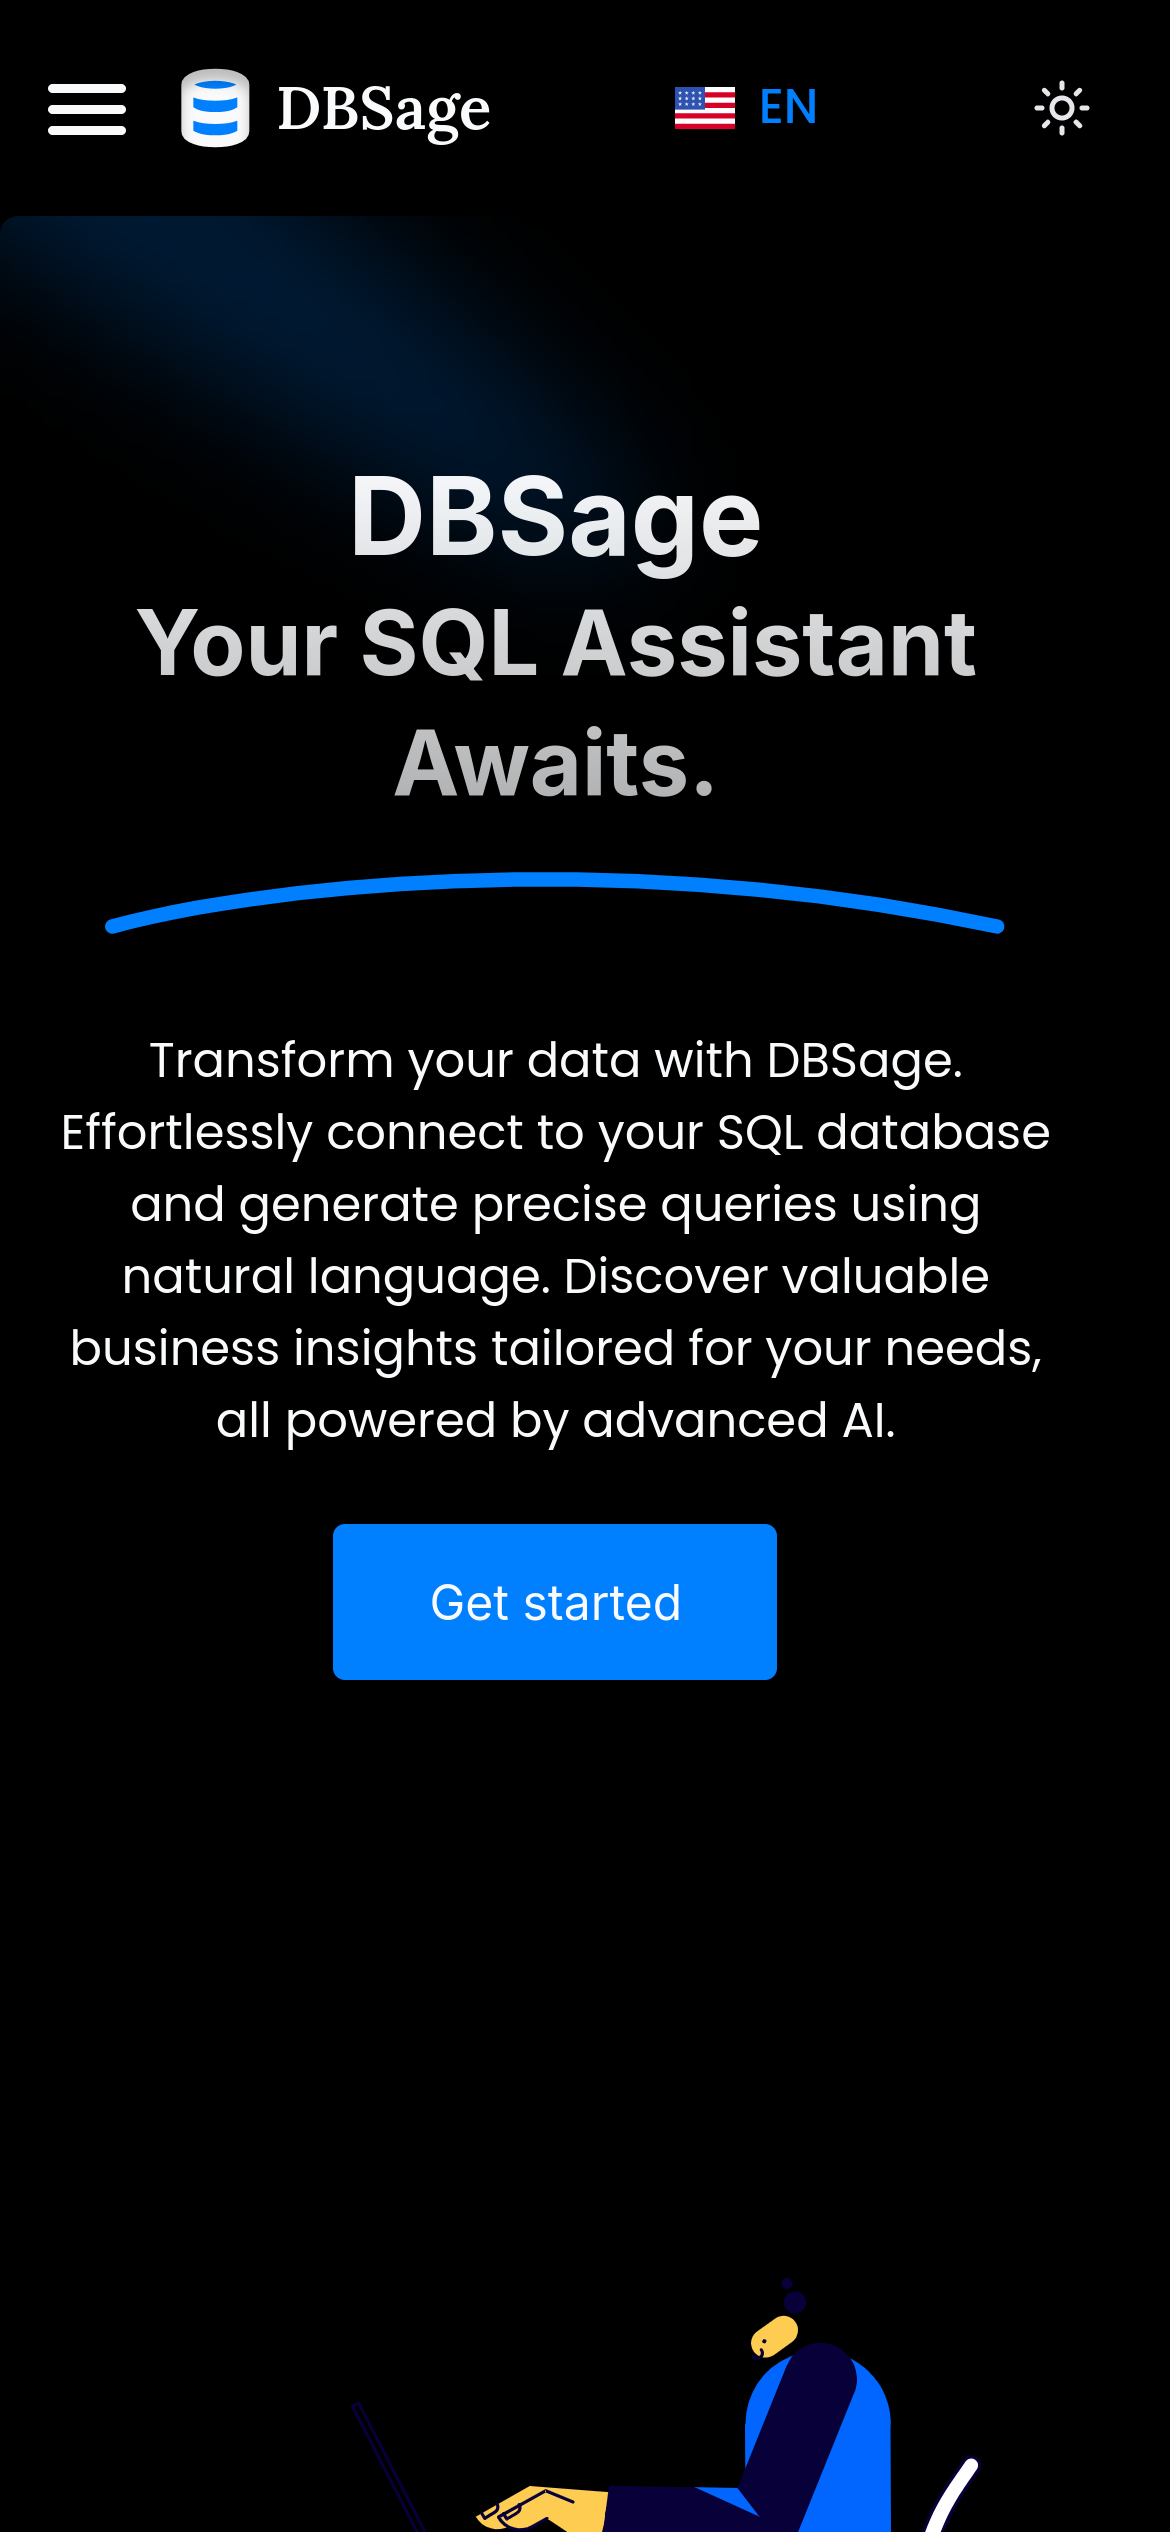 DBSage
EN
DBSage
Your SQL Assistant
Awaits.
Transform your data with DBSage.
Effortlessly connect to your SQL database
and generate precise queries using
natural language. Discover valuable
business insights tailored for your needs,
all powered by advanced AI.
Get started